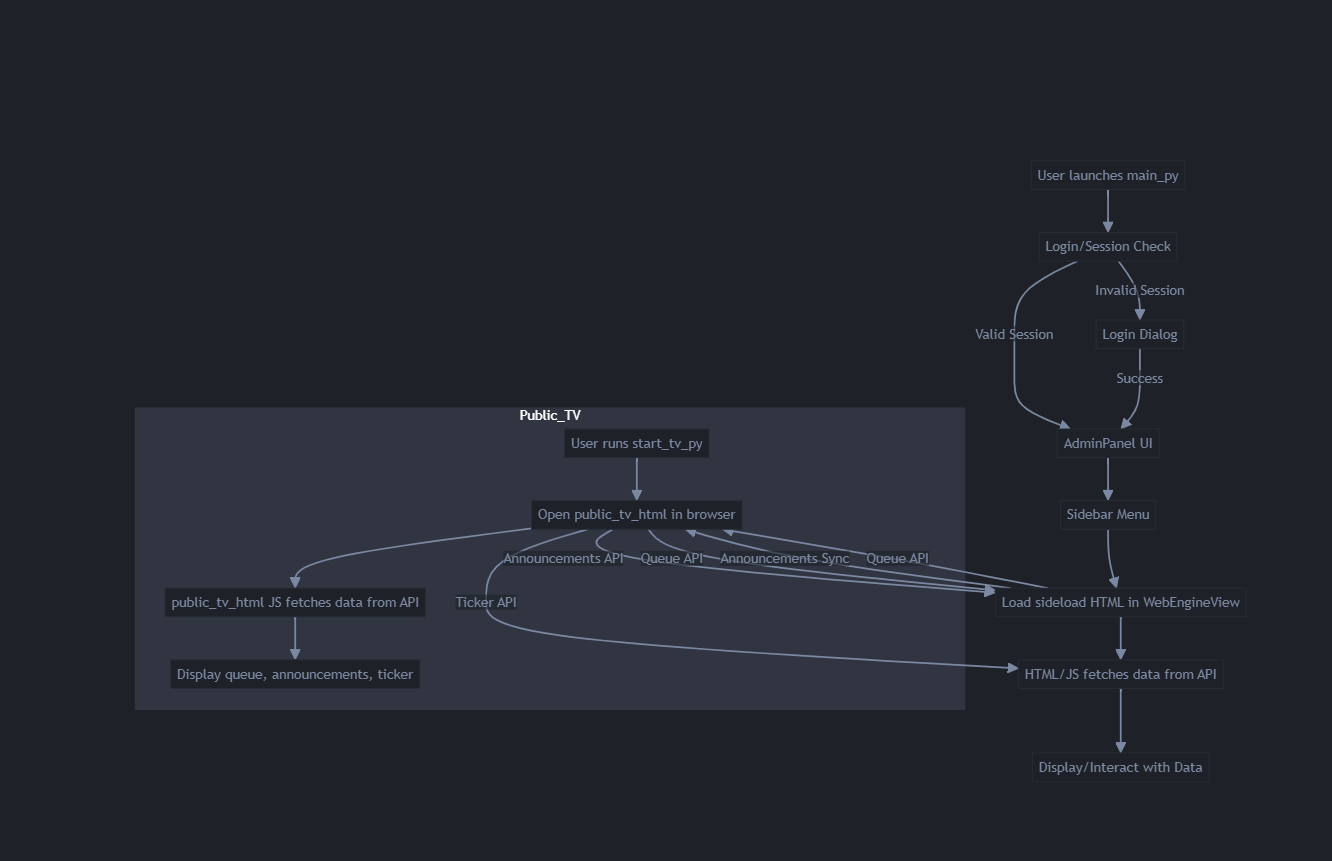 User launches main_py
Login/Session Check
Invalid Session
Valid Session
Login Dialog
Success
Public_TV
User runs start_tv_py
AdminPanel UI
Open public_tv_html in browser
Sidebar Menu
Announcements API
Queue API
Announcements Sync
Queue API
public_tv_html JS fetches data from API
Ticker API
Load sideload HTML in WebEngineView
Display queue, announcements, ticker
HTML/JS fetches data from API
Display/Interact with Data